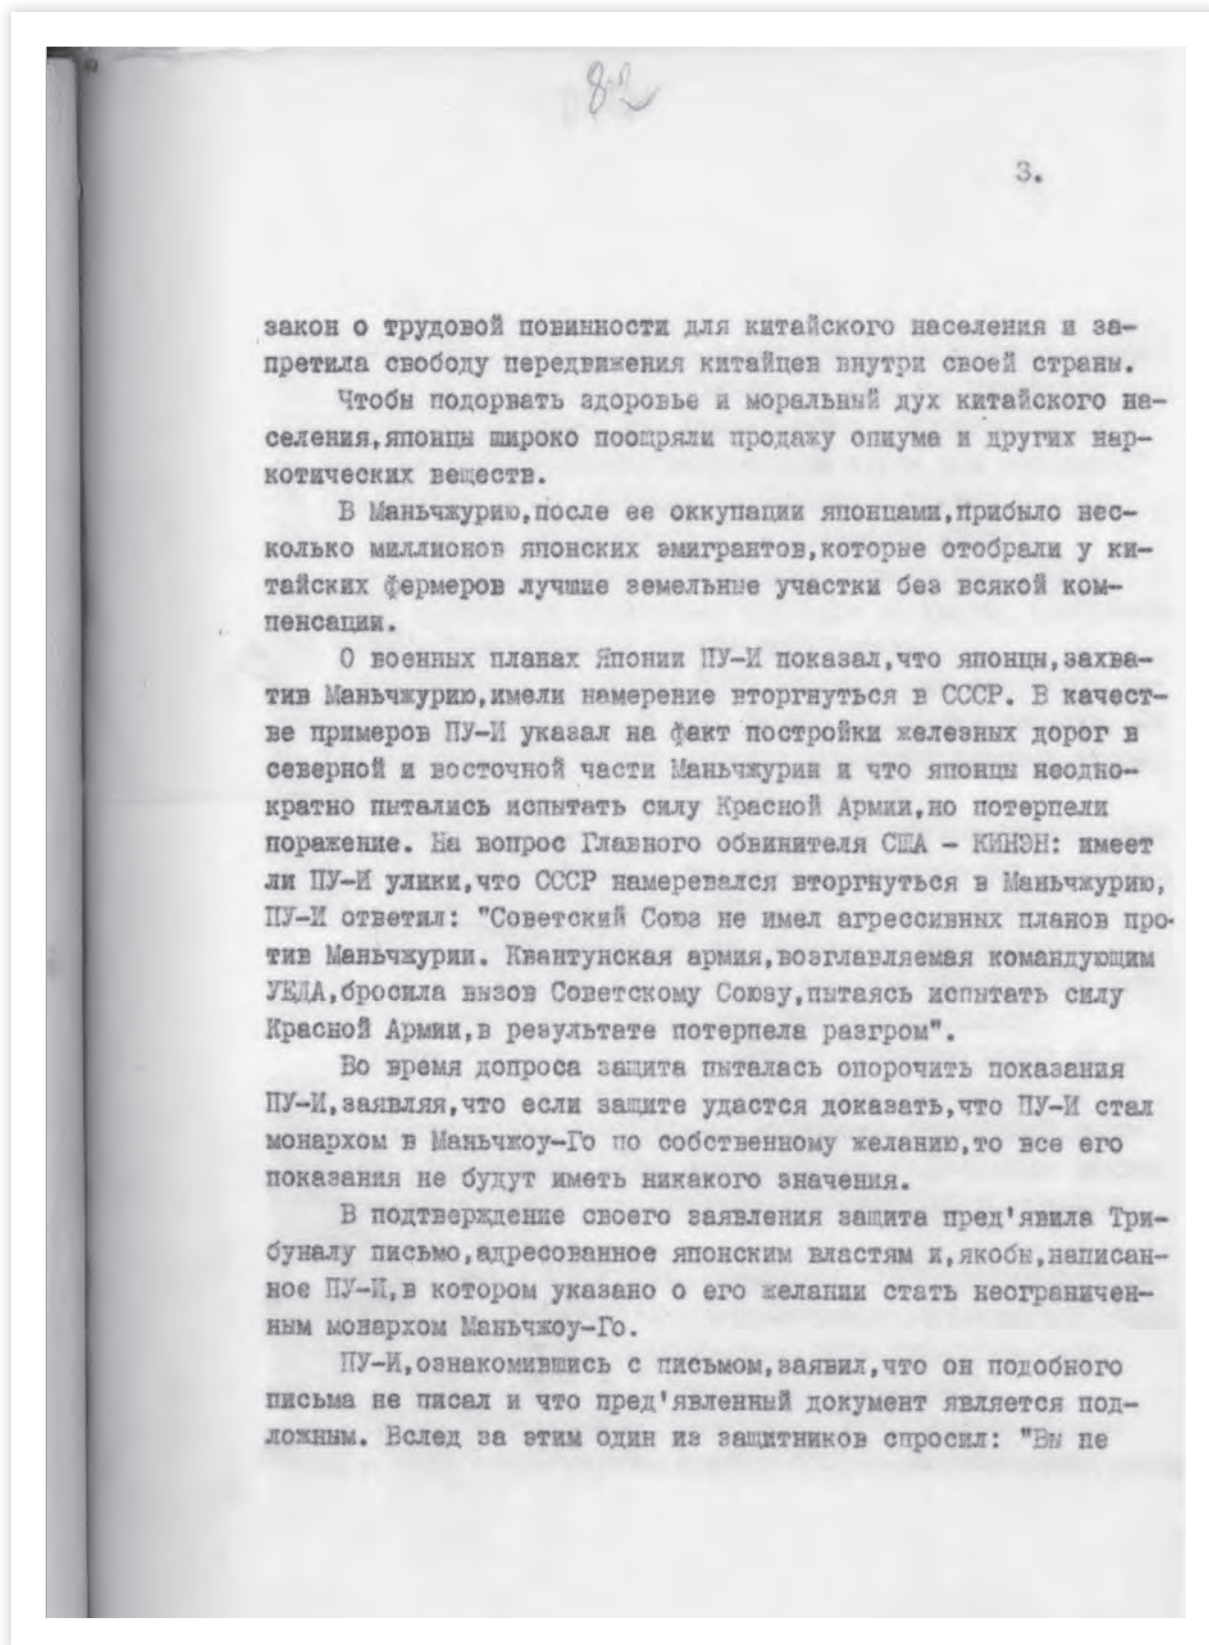 82
3.
закон о трудовой повинности для китайского населения и за-
претила свободу передвижения китайцев внутри своей страны.
Чтобы подорвать здоровье и моральный дух китайского на-
селения,японцы широко поощряли продажу опиума и других нар-
котических веществ.
В Маньчжурию,после ее оккупации японцами,прибыло нес-
колько миллионов японских эмигрантов,которые отобрали у ки-
тайских фермеров лучшие земельные участки без всякой ком-
пенсации.
О военных планах Японии ПУ-И показал,что японцы,захва-
тив Маньчжурию,имели намерение вторгнуться в СССР. В качест-
ве примеров ПУ-И указал на факт постройки железных дорог в
северной и восточной части Маньчжурии и что японцы неодно-
кратно пытались испытать силу Красной Армии,но потерпели
поражение. На вопрос Главного обвинителя США - КИНЭН: имеет
ли ПУ-И улики,что СССР намеревался вторгнуться в Маньчжурию,
ПУ-И ответил: "Советский Союз не имел агрессивных планов про-
тив Маньчжурии. Квантунская армия,возглавляемая командующим
УЕДА,бросила вызов Советскому Союзу,пытаясь испытать силу
Красной Армии,в результате потерпела разгром".
Во время допроса защита пыталась опорочить показания
ПУ-И,заявляя,что если защите удастся доказать,что ПУ-И стал
монархом в Маньчжоу-Го по собственному желанию,то все его
показания не будут иметь никакого значения.
В подтверждение своего заявления защита пред'явила Три-
буналу письмо,адресованное японским властям и,якобы,написан-
ное ПУ-И,в котором указано о его желании стать неограничен-
ным монархом Маньчжоу-Го.
ПУ-И,ознакомившись с письмом,заявил,что он подобного
письма не писал и что пред'явленный документ является под-
ложным. Вслед за этим один из защитников спросил: "Вы не